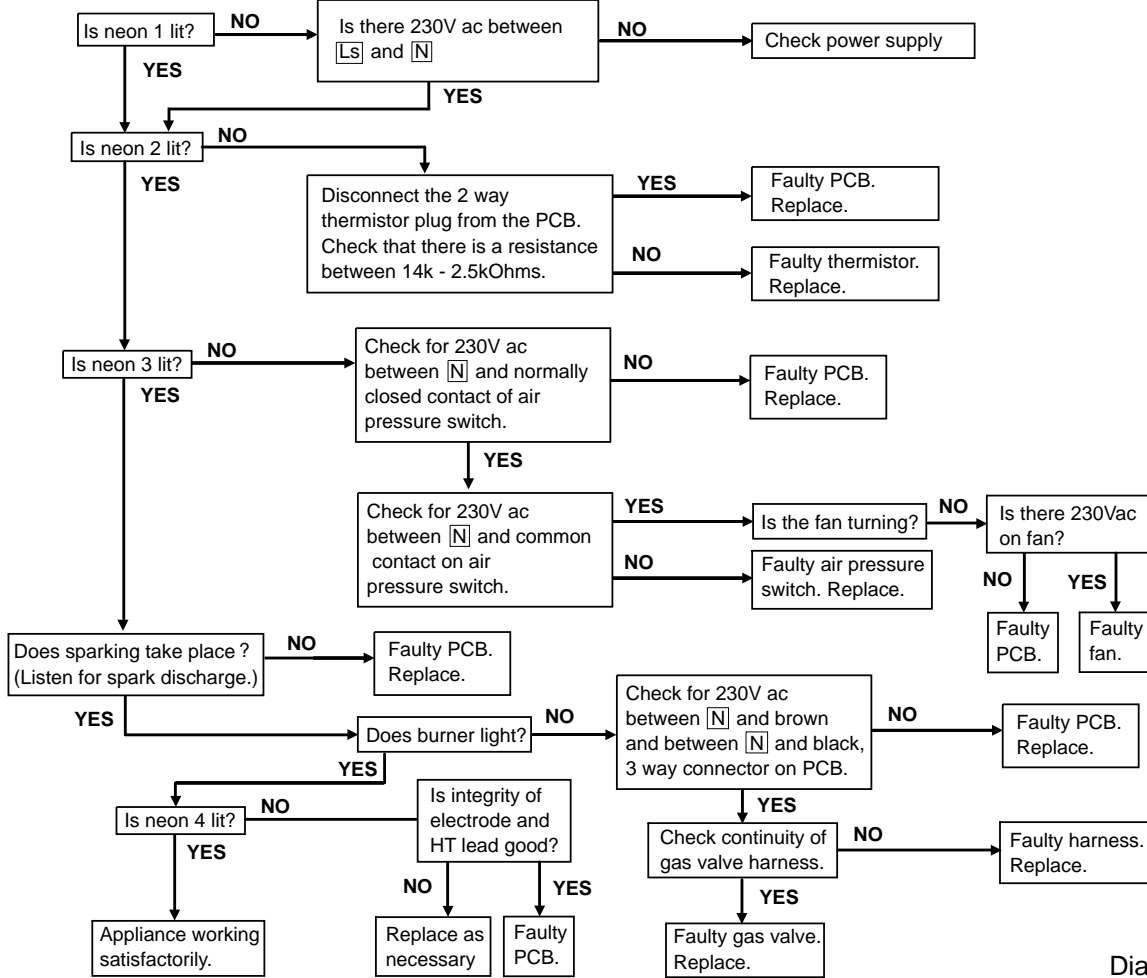 Is neon 1 lit?
NO
Is there 230V ac between
Ls and N
NO
Check power supply
YES
YES
Is neon 2 lit?
NO
YES
Disconnect the 2 way
thermistor plug from the PCB.
Check that there is a resistance
between 14k - 2.5kOhms.
YES
Faulty PCB.
Replace.
NO
Faulty thermistor.
Replace.
Is neon 3 lit?
NO
YES
Check for 230V ac
between N and normally
closed contact of air
pressure switch.
NO
Faulty PCB.
Replace.
YES
Check for 230V ac
between N and common
contact on air
pressure switch.
YES
Is the fan turning?
NO
Is there 230Vac
on fan?
NO
Faulty air pressure
switch. Replace.
NO
YES
Faulty
PCB.
Faulty
fan.
Does sparking take place ?
(Listen for spark discharge.)
NO
Faulty PCB.
Replace.
YES
Does burner light?
NO
Check for 230V ac
between N and brown
and between N and black,
3 way connector on PCB.
NO
Faulty PCB.
Replace.
YES
YES
Is neon 4 lit?
NO
Is integrity of
electrode and
HT lead good?
Check continuity of
gas valve harness.
NO
Faulty harness.
Replace.
YES
NO
YES
YES
Appliance working
satisfactorily.
Replace as
necessary
Faulty
PCB.
Faulty gas valve.
Replace.
Dia